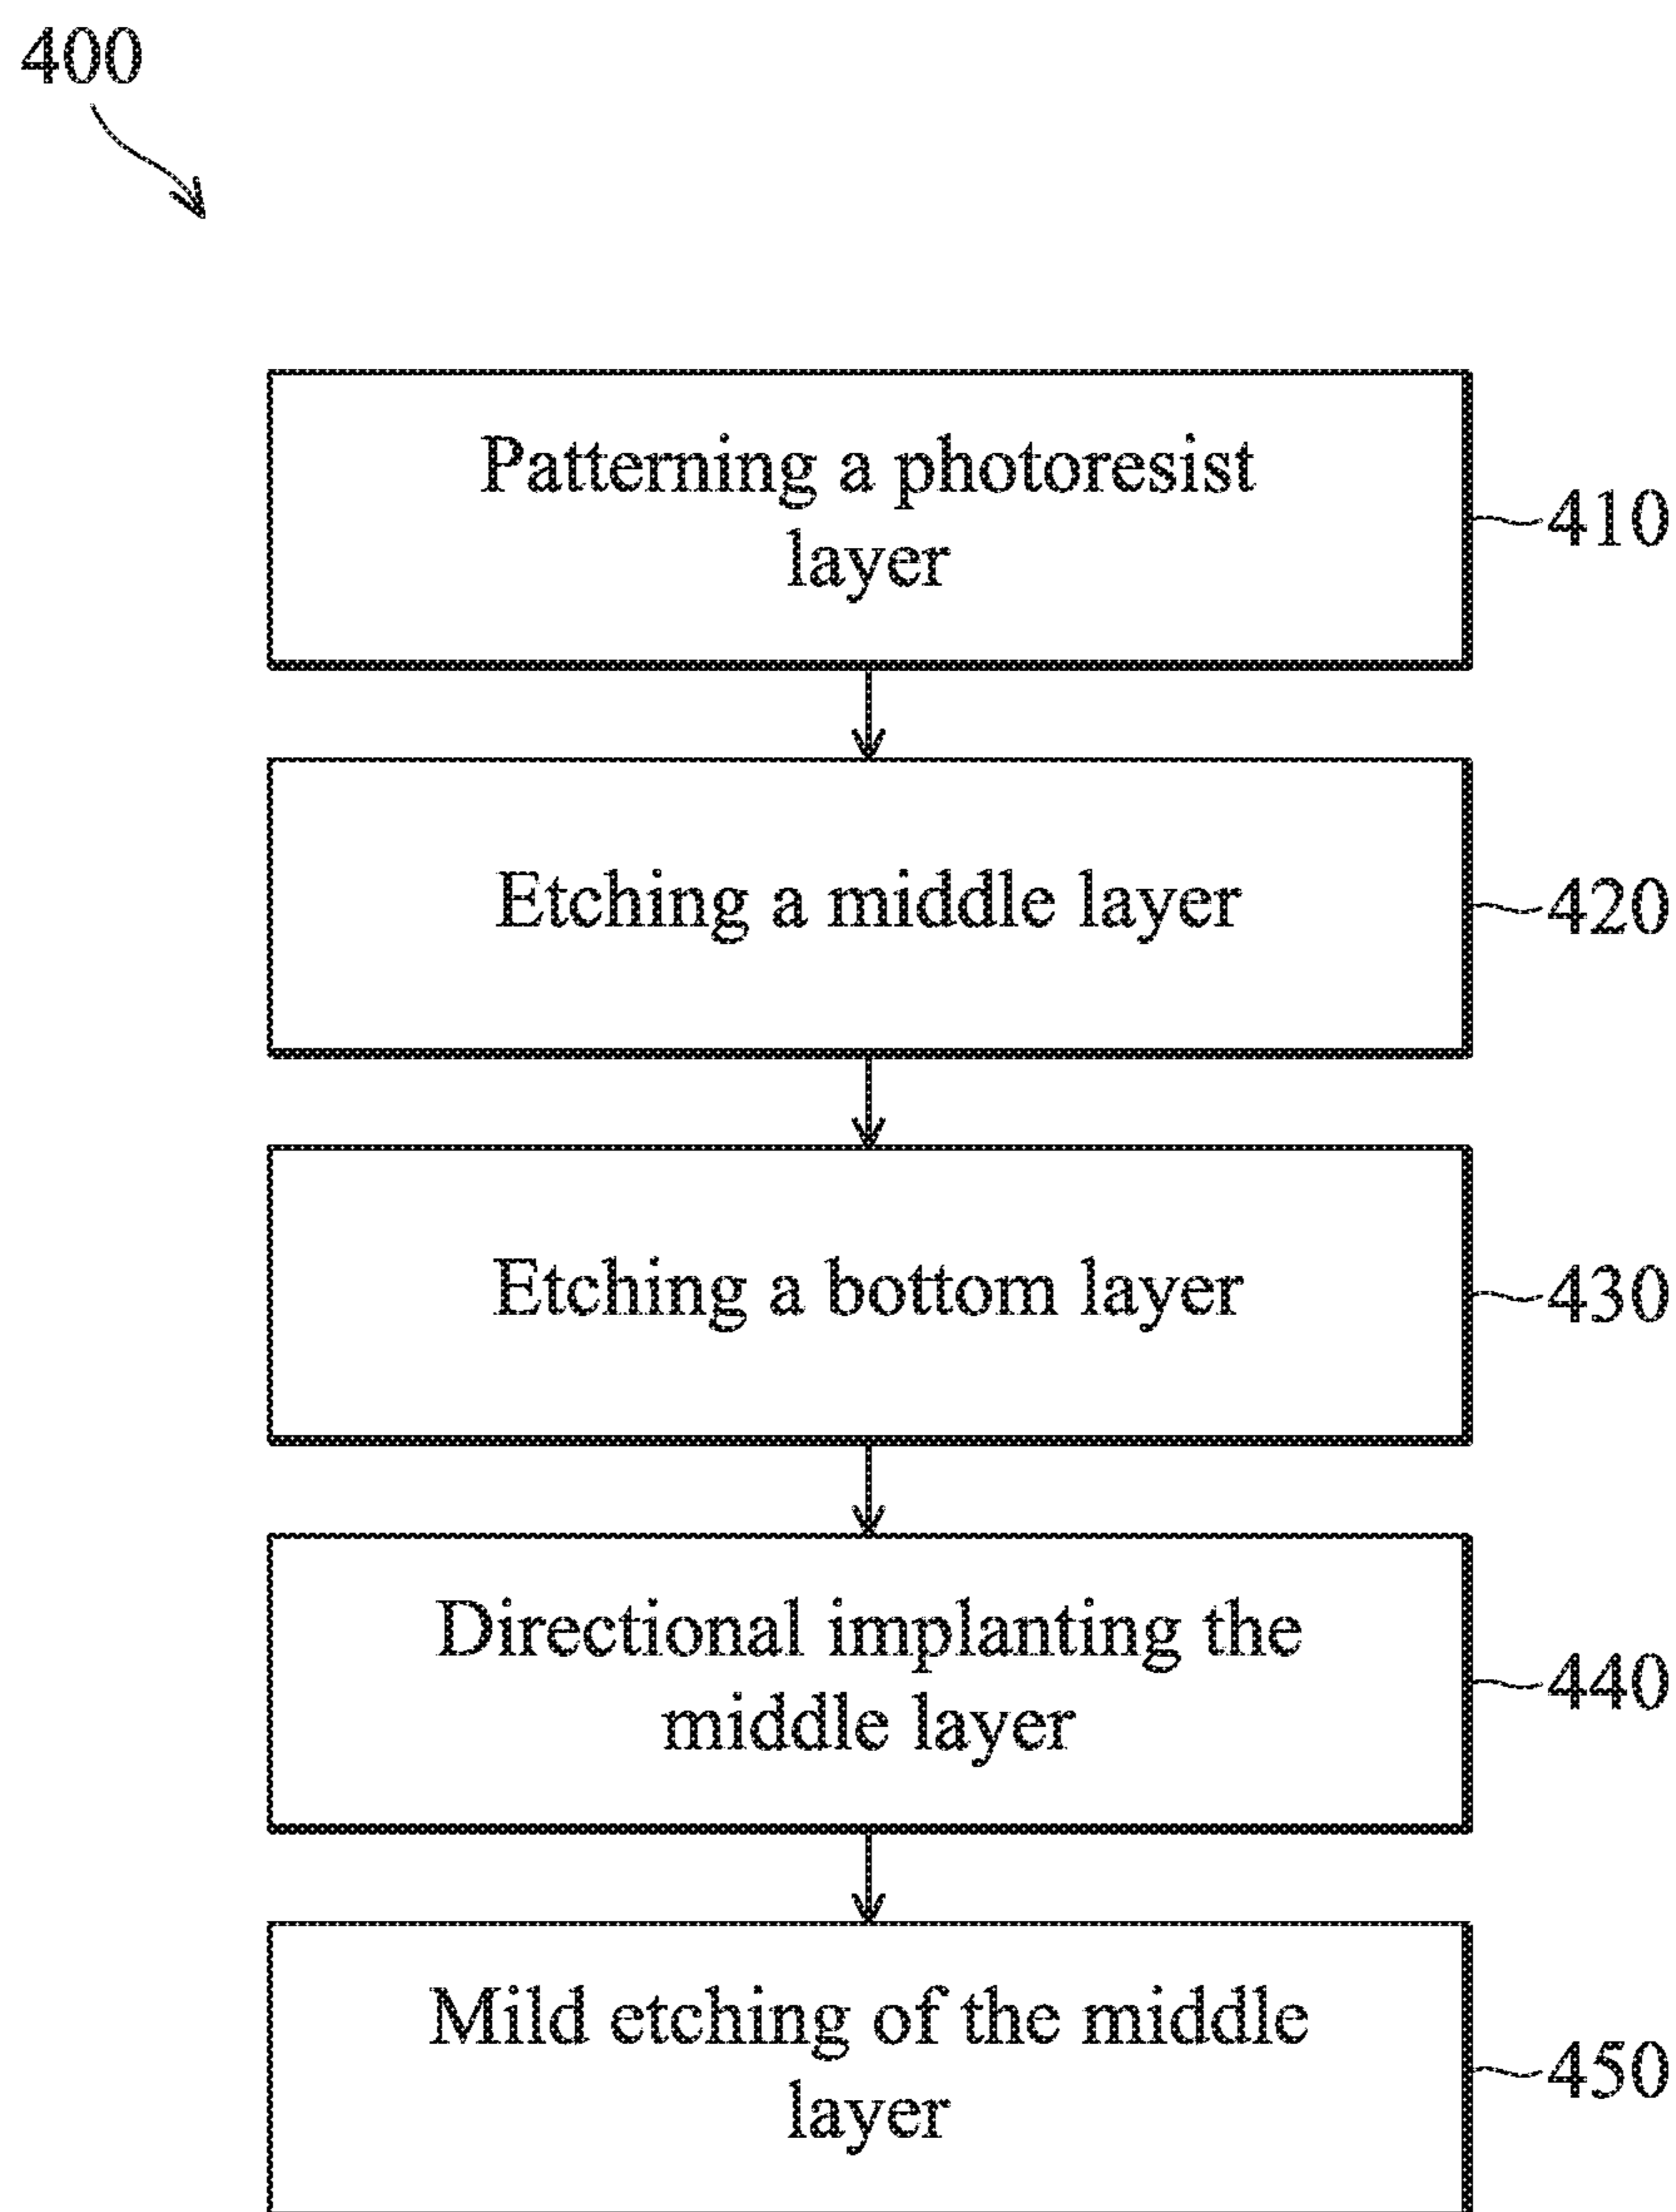 400
Patterning a photoresist
layer
410
Etching a middle layer
420
Etching a bottom layer
430
Directional implanting the
middle layer
440
Mild etching of the middle
layer
450